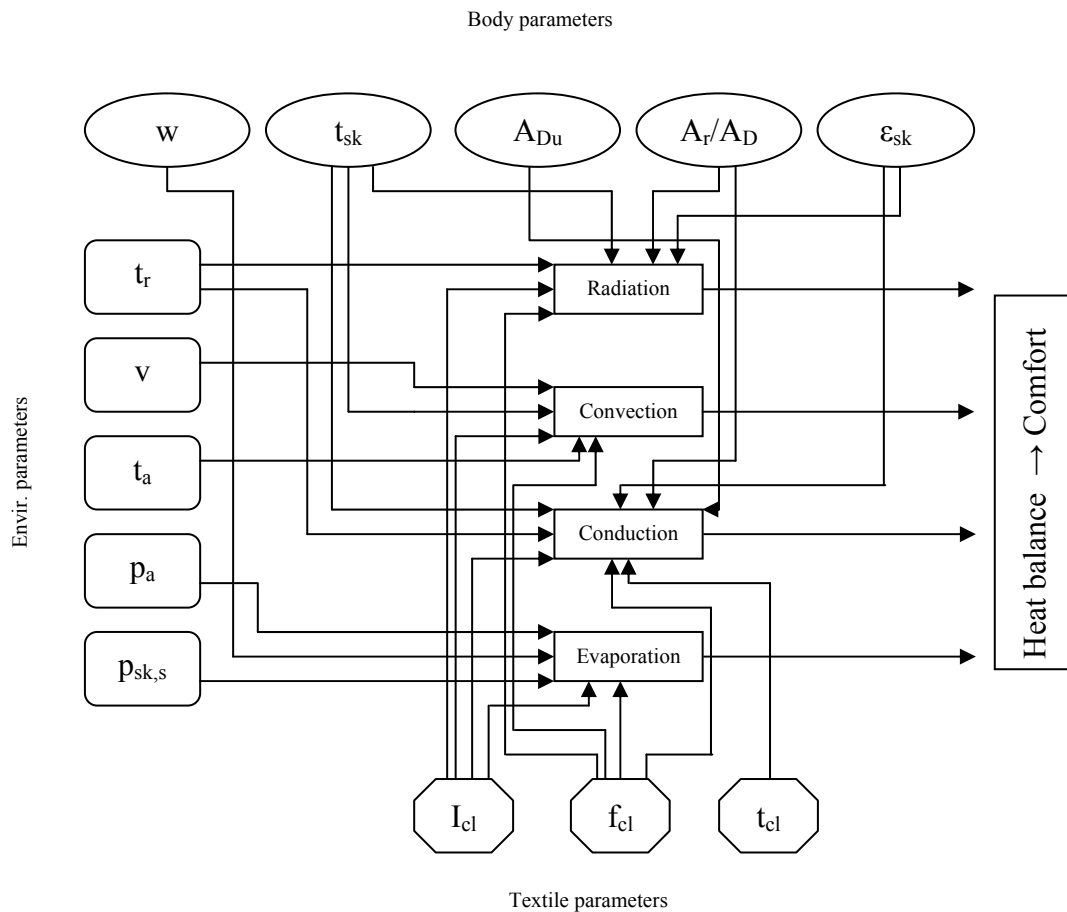 Body parameters
w
t_sk
A_Du
A_r/A_D
ε_sk
t_r
Radiation
v
Convection
t_a
Conduction
p_a
Evaporation
p_sk,s
I_cl
f_cl
t_cl
Textile parameters
Envir. parameters
Heat balance → Comfort